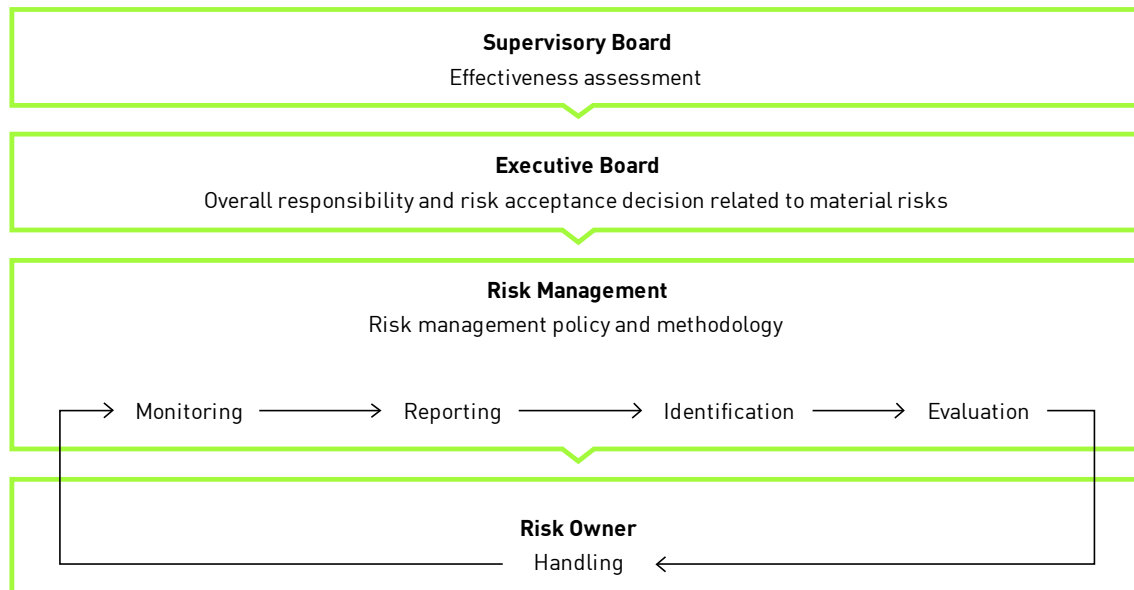 Supervisory Board
Effectiveness assessment
Executive Board
Overall responsibility and risk acceptance decision related to material risks
Risk Management
Risk management policy and methodology
Monitoring Reporting Identification Evaluation
Risk Owner
Handling